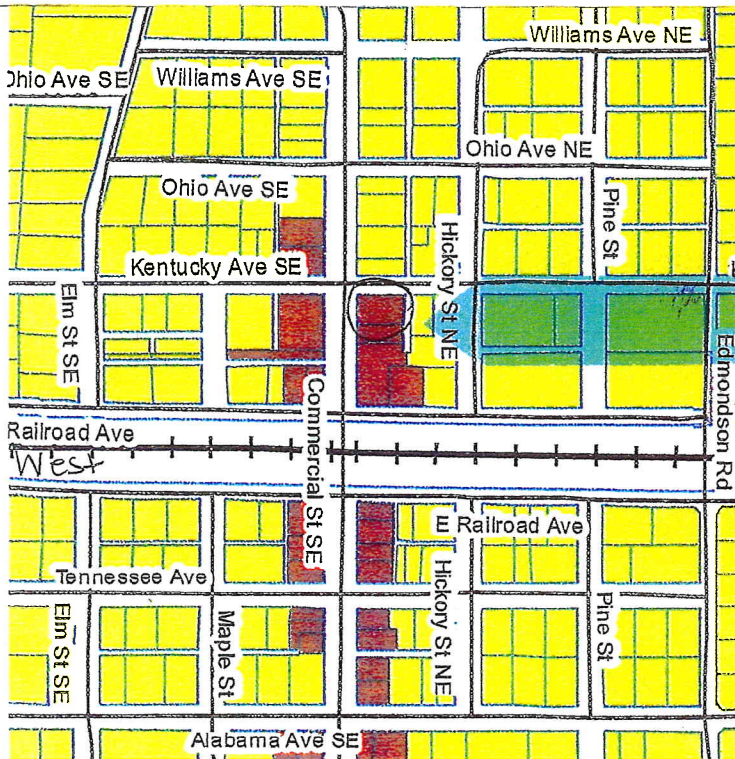 Williams Ave NE
Ohio Ave SE
Williams Ave SE
Ohio Ave NE
Ohio Ave SE
Pine St
Hickory St NE
Kentucky Ave SE
Elm St SE
Edmondson Rd
Commercial St SE
Railroad Ave
West
E Railroad Ave
Tennessee Ave
Hickory St NE
Elm St SE
Maple St
Pine St
Alabama Ave SE